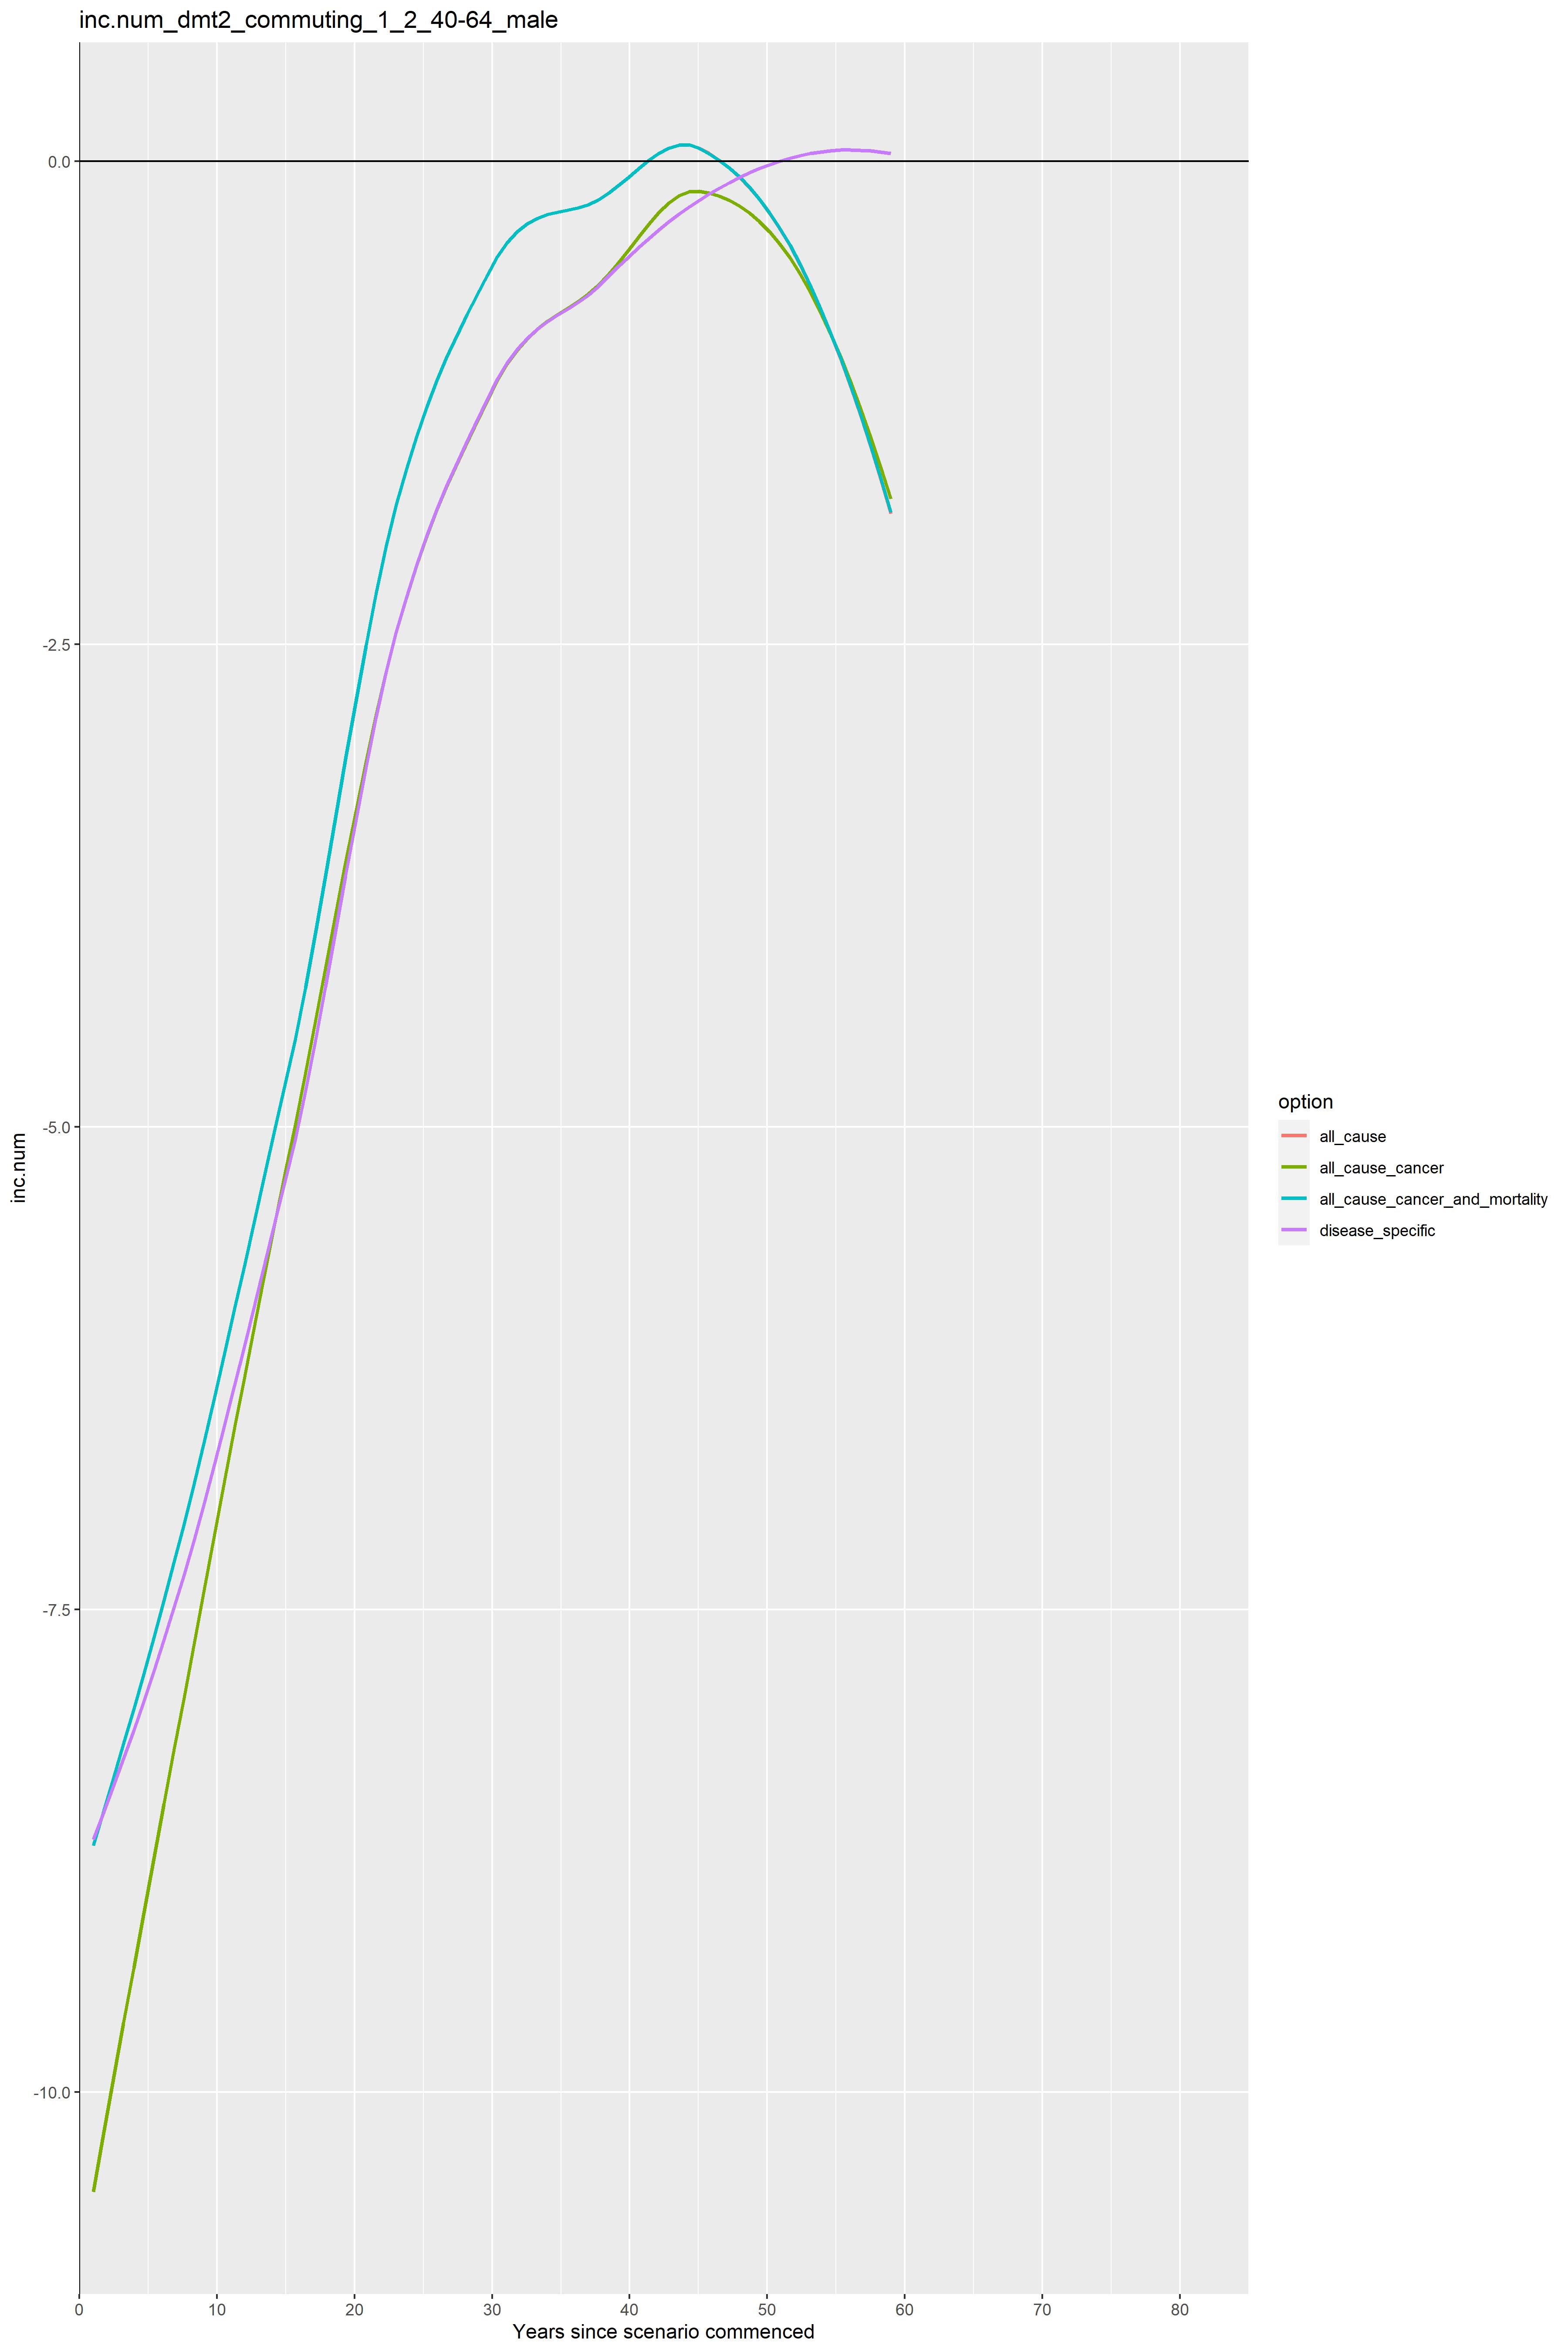 inc.num_dmt2_commuting_1_2_40-64_male
0.0
-2.5
-5.0
-7.5
-10.0
inc.num
0 10 20 30 40 50 60 70 80
Years since scenario commenced
option
all_cause
all_cause_cancer
all_cause_cancer_and_mortality
disease_specific